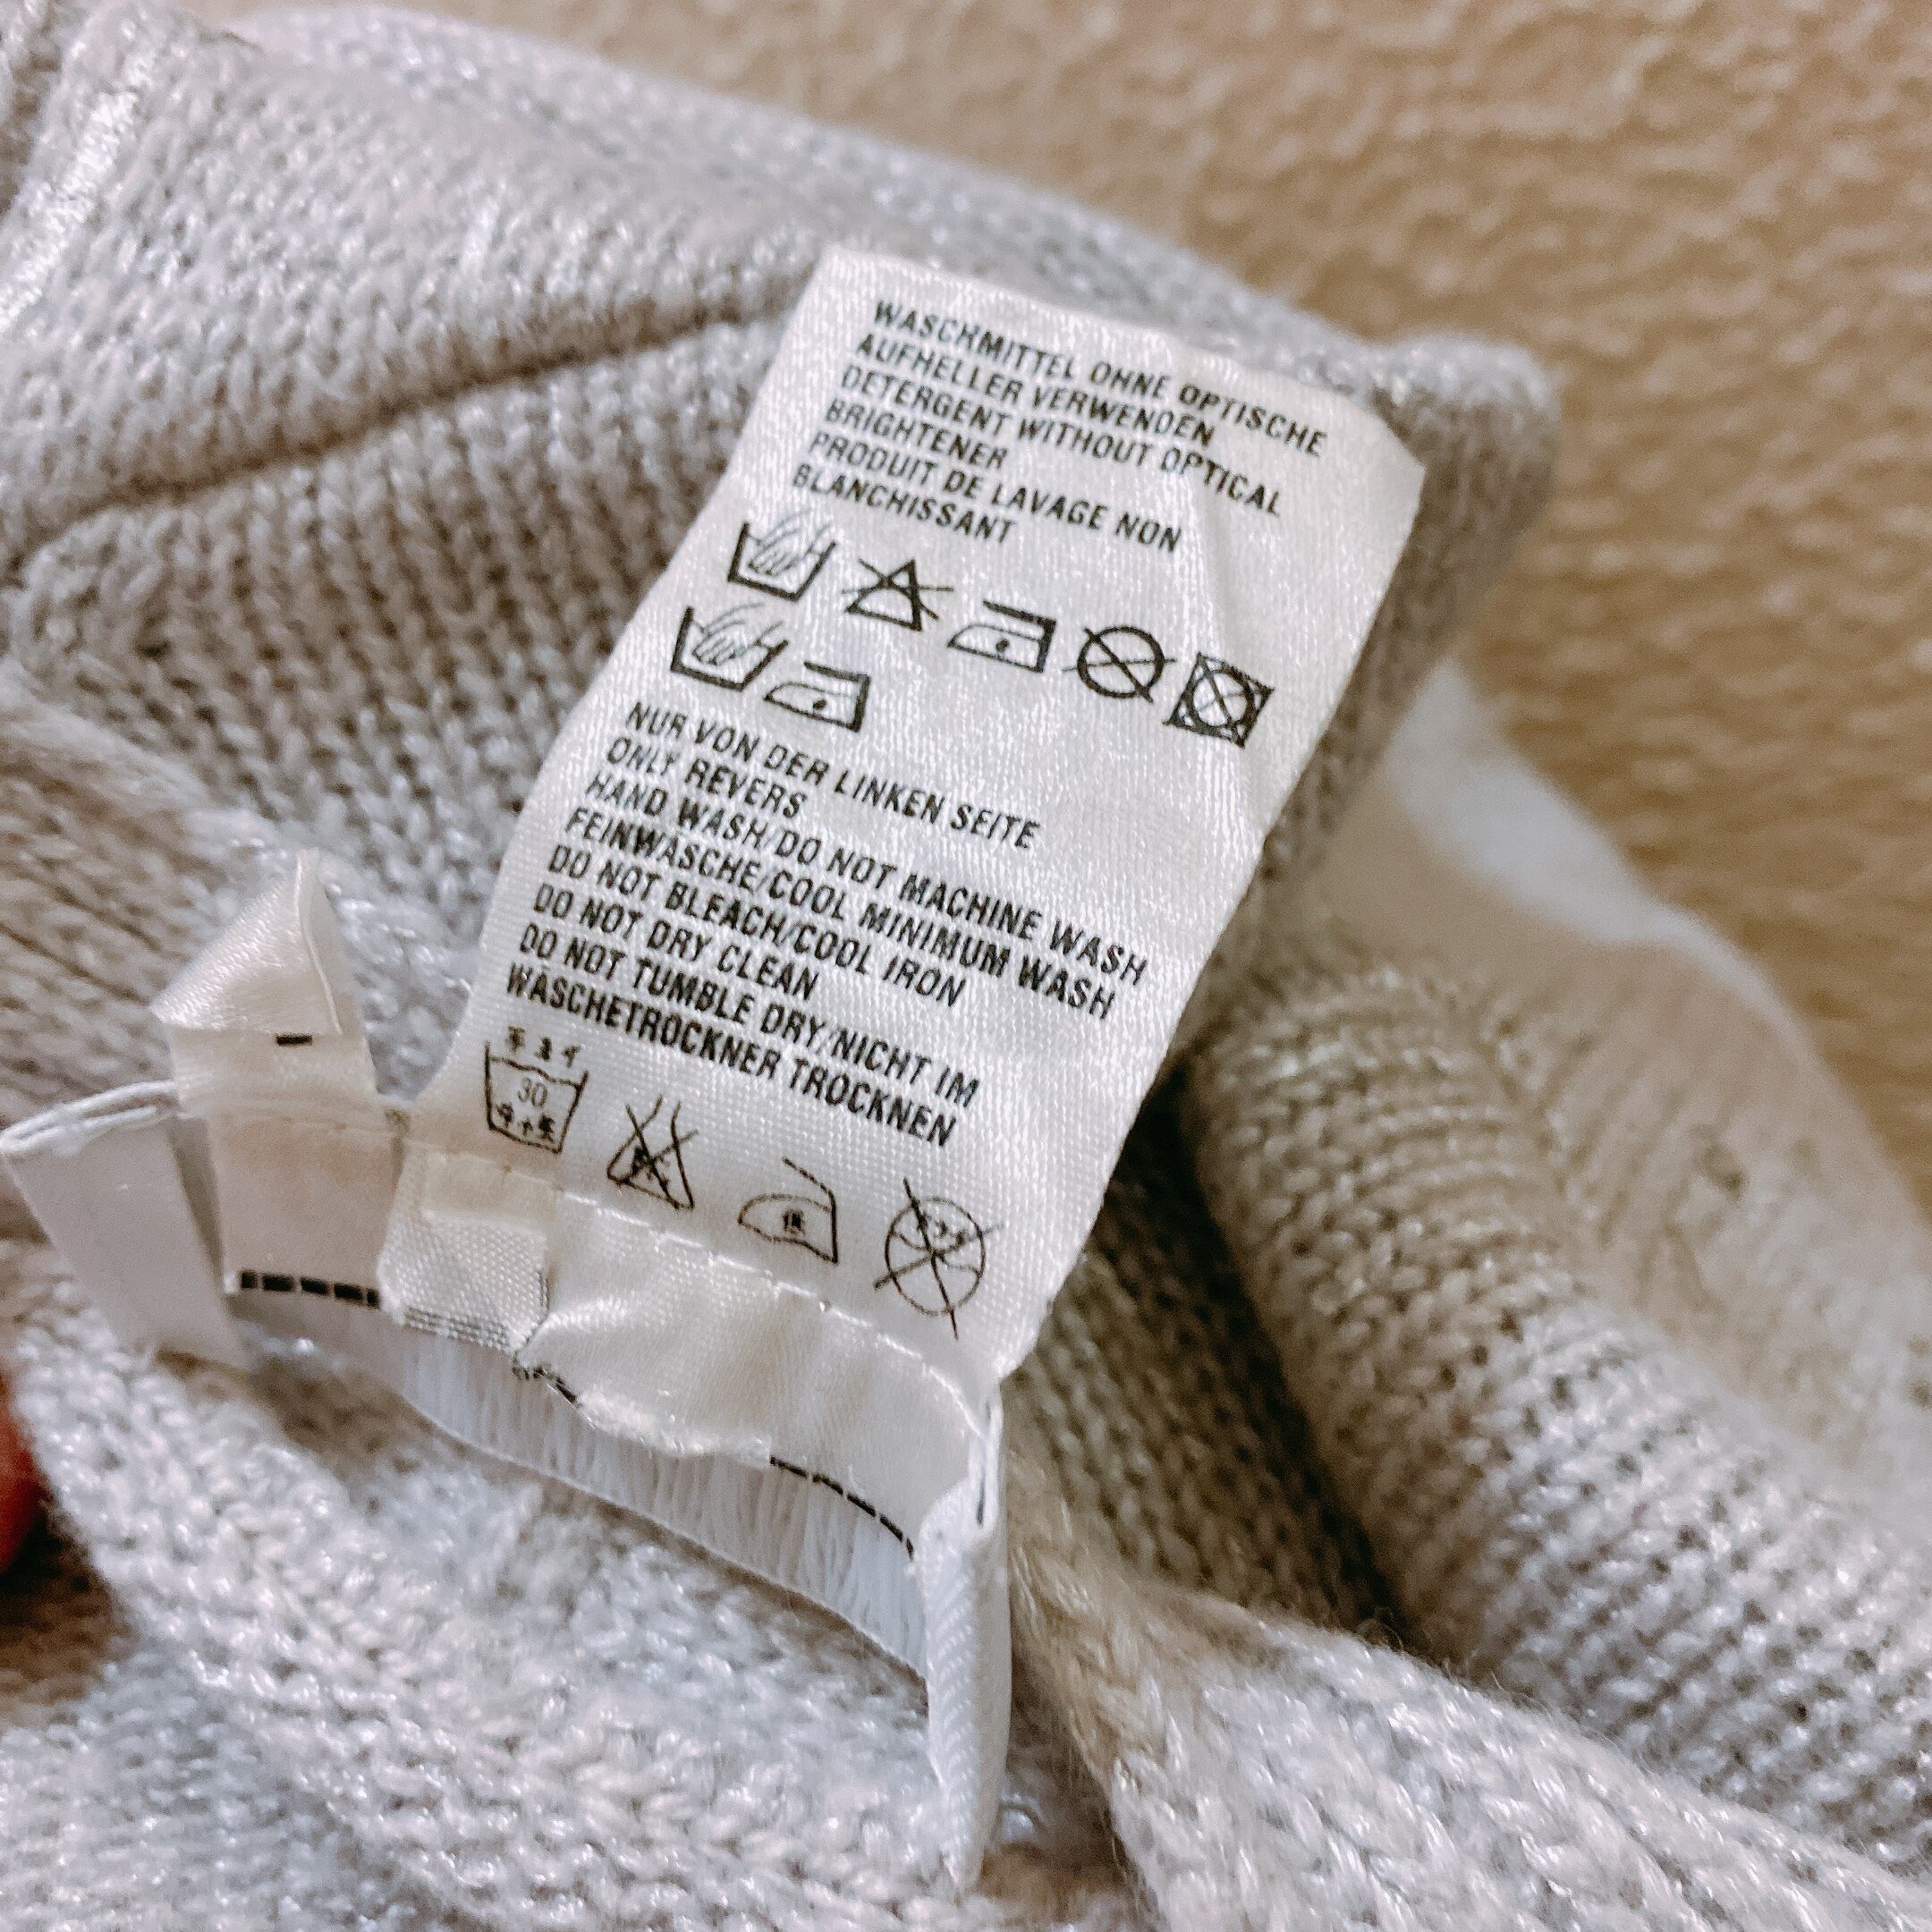 WASCHMITTEL OHNE OPTISCHE
AUFHELLER VERWENDEN
DETERGENT WITHOUT OPTICAL
BRIGHTENER
PRODUIT DE LAVAGE NON
BLANCHISSANT
NUR VON DER LINKEN SEITE
ONLY REVERS
HAND WASH/DO NOT MACHINE WASH
FEINWASCHE/COOL MINIMUM WASH
DO NOT BLEACH/COOL IRON
DO NOT DRY CLEAN
DO NOT TUMBLE DRY/NICHT IM
WASCHETROCKNER TROCKNEN
30
低